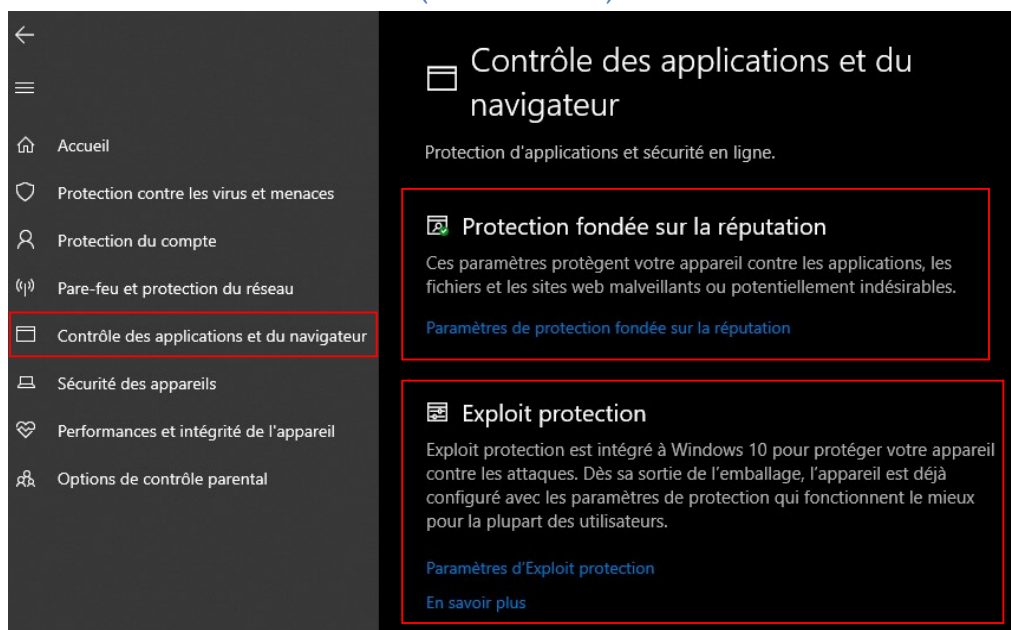 Accueil
Protection contre les virus et menaces
Protection du compte
Pare-feu et protection du réseau
Contrôle des applications et du navigateur
Sécurité des appareils
Performances et intégrité de l'appareil
Options de contrôle parental
Contrôle des applications et du
navigateur
Protection d'applications et sécurité en ligne.
Protection fondée sur la réputation
Ces paramètres protègent votre appareil contre les applications, les
fichiers et les sites web malveillants ou potentiellement indésirables.
Paramètres de protection fondée sur la réputation
Exploit protection
Exploit protection est intégré à Windows 10 pour protéger votre appareil
contre les attaques. Dès sa sortie de l’emballage, l’appareil est déjà
configuré avec les paramètres de protection qui fonctionnent le mieux
pour la plupart des utilisateurs.
Paramètres d’Exploit protection
En savoir plus